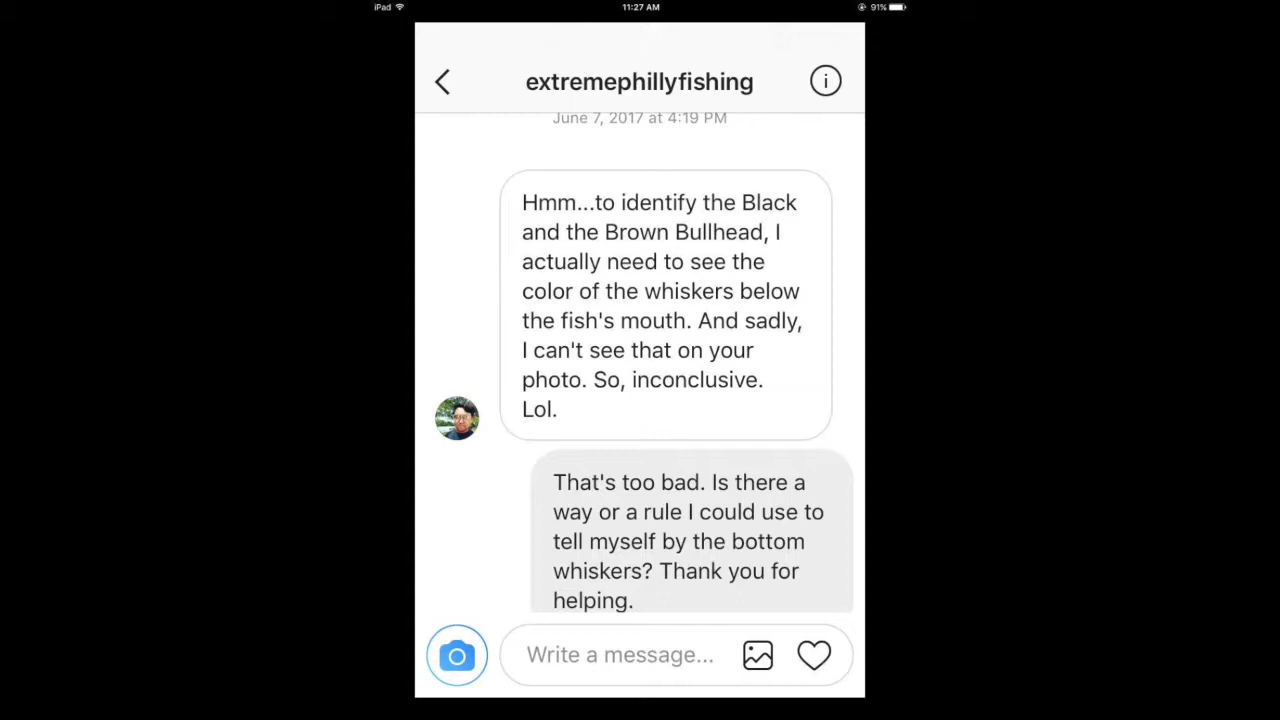 iPad
11:27 AM
91%
extremephillyfishing
June 7, 2017 at 4:19 PM
Hmm...to identify the Black
and the Brown Bullhead, I
actually need to see the
color of the whiskers below
the fish's mouth. And sadly,
I can't see that on your
photo. So, inconclusive.
Lol.
That's too bad. Is there a
way or a rule I could use to
tell myself by the bottom
whiskers? Thank you for
helping.
Write a message...